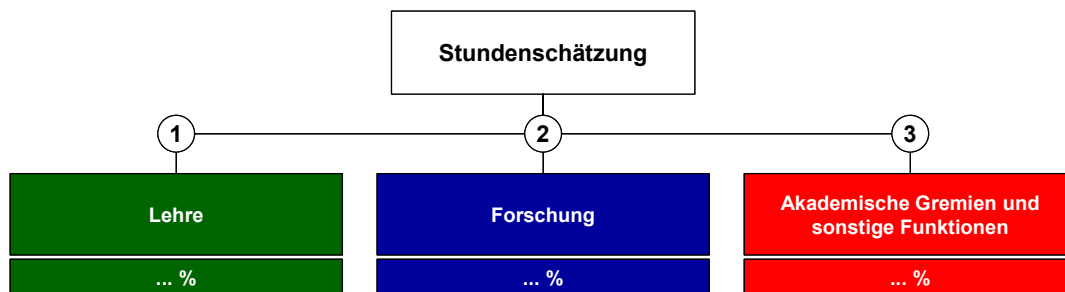 Stundenschätzung
1
2
3
Lehre
Forschung
Akademische Gremien und
sonstige Funktionen
... %
... %
... %